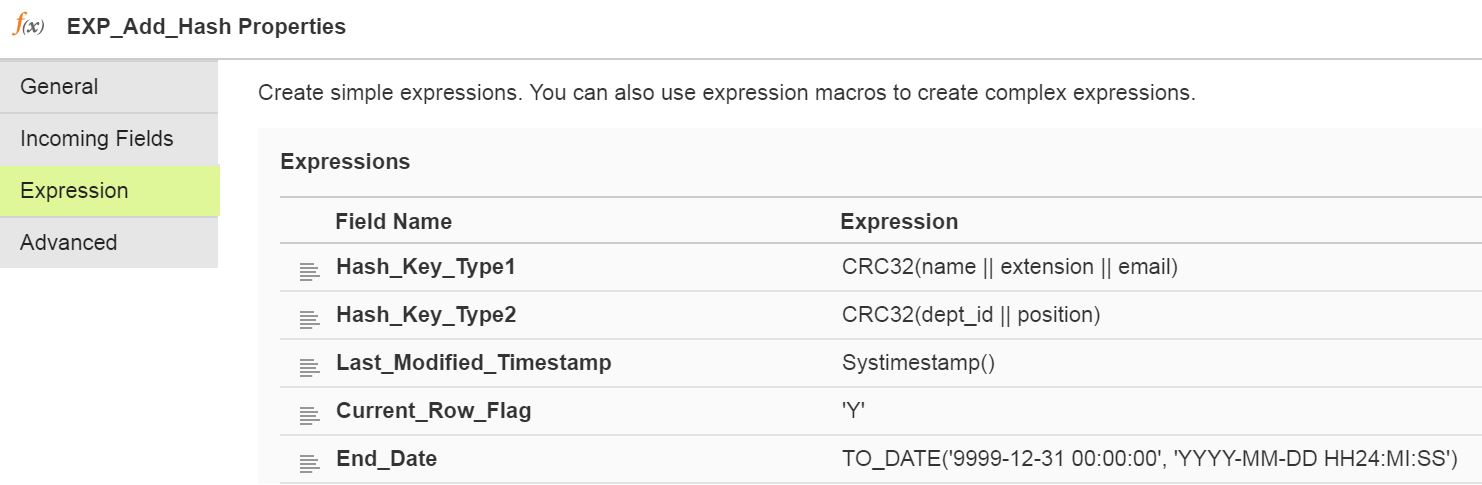 f(x) EXP_Add_Hash Properties
General
Incoming Fields
Expression
Advanced
Create simple expressions. You can also use expression macros to create complex expressions.
Expressions
Field Name Expression
Hash_Key_Type1 CRC32(name || extension || email)
Hash_Key_Type2 CRC32(dept_id || position)
Last_Modified_Timestamp Systimestamp()
Current_Row_Flag 'Y'
End_Date TO_DATE('9999-12-31 00:00:00', 'YYYY-MM-DD HH24:MI:SS')